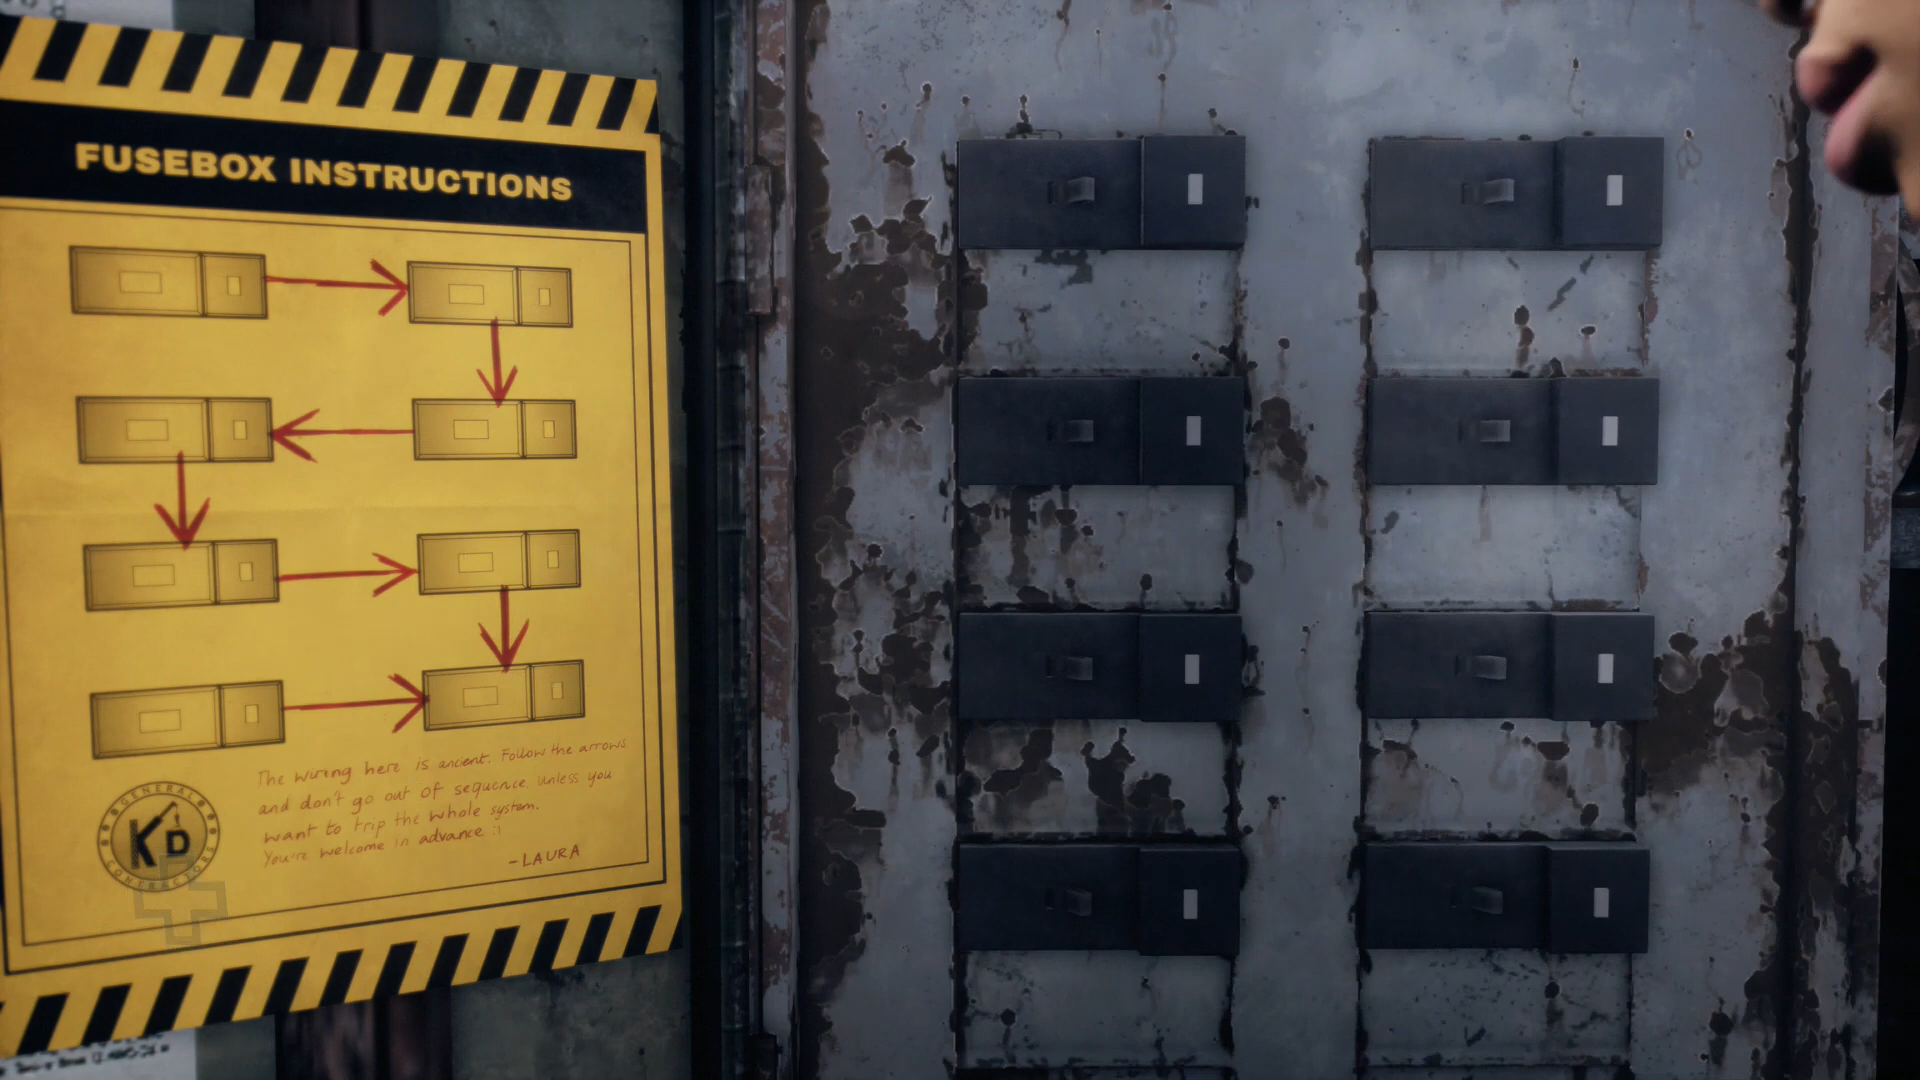 FUSEBOX INSTRUCTIONS
The wiring here is ancient. Follow the arrows
and don't go out of sequence unless you
want to trip the whole system.
You're welcome in advance :)
-LAURA
GENERAL
KD
CONTRACTORS